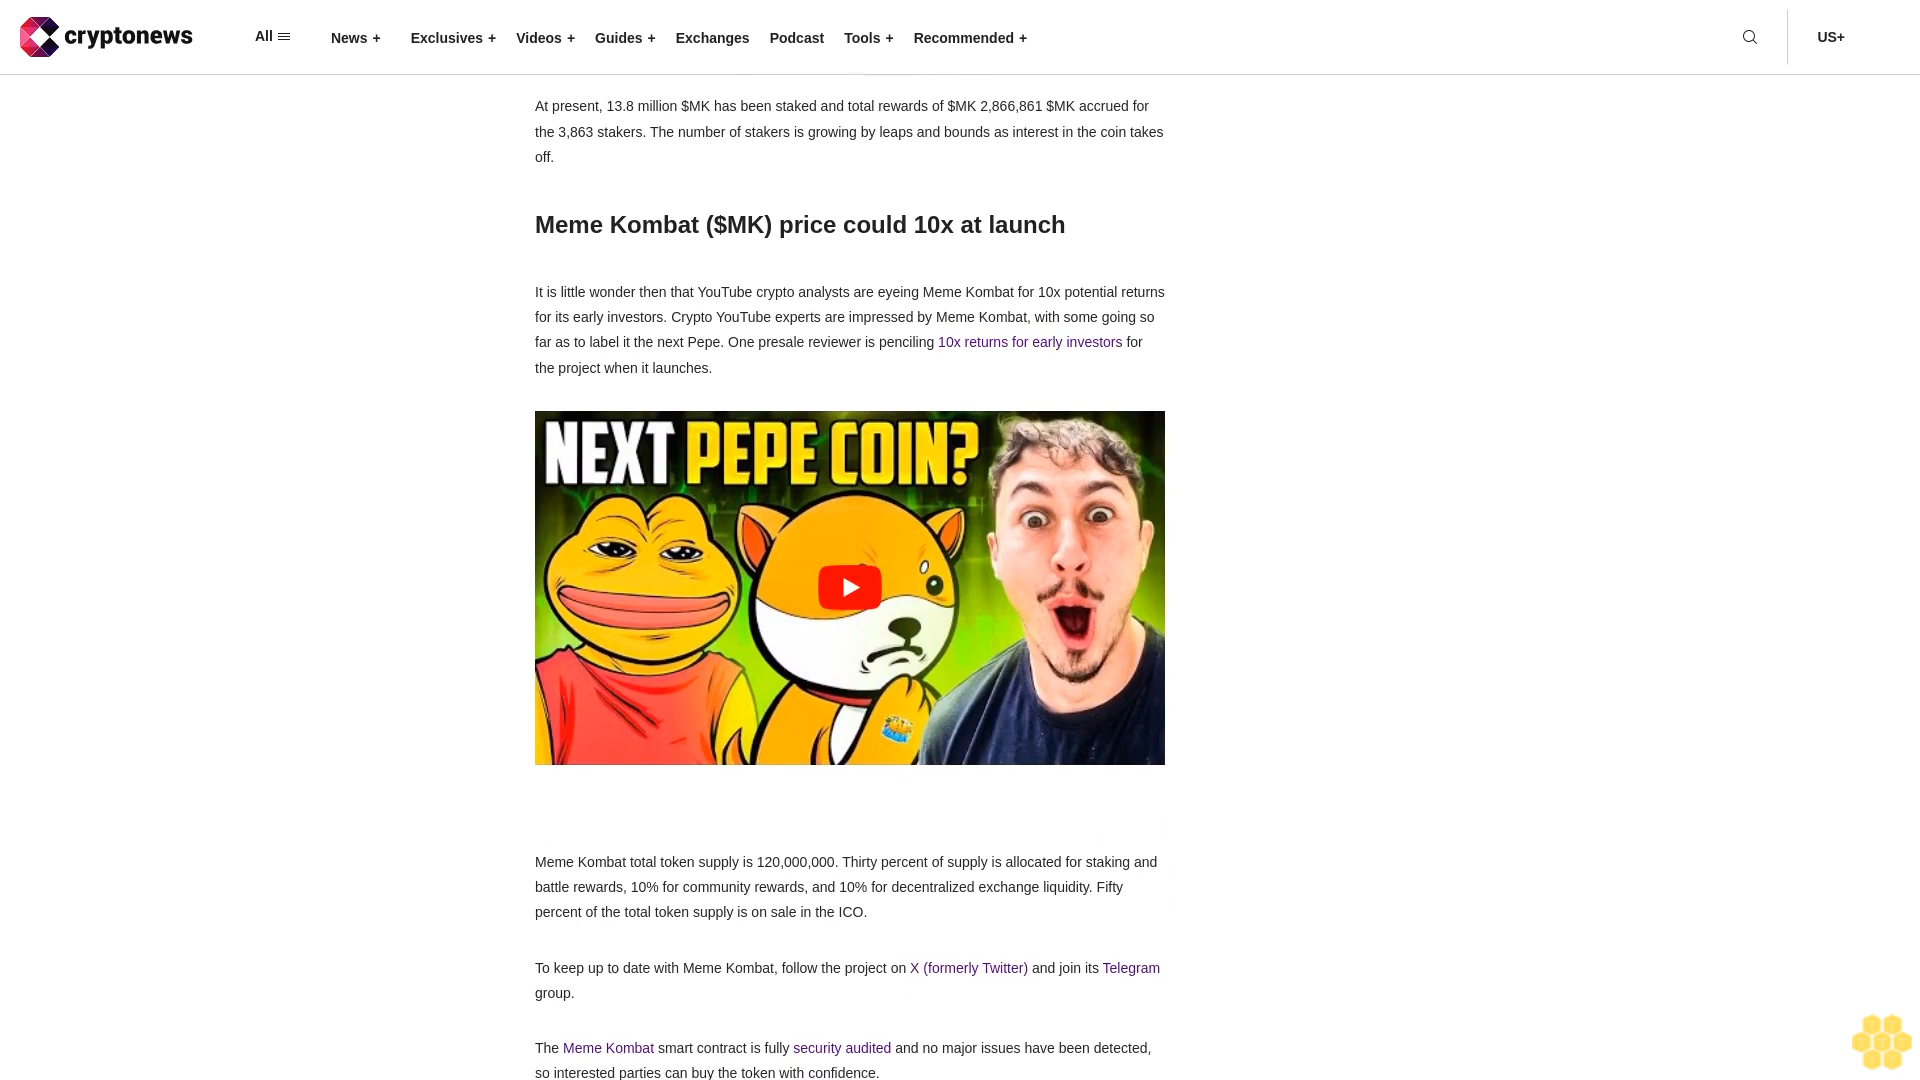 cryptonews
All
News +
Exclusives +
Videos +
Guides +
Exchanges
Podcast
Tools +
Recommended +
US+
At present, 13.8 million $MK has been staked and total rewards of $MK 2,866,861 $MK accrued for
the 3,863 stakers. The number of stakers is growing by leaps and bounds as interest in the coin takes
off.
Meme Kombat ($MK) price could 10x at launch
It is little wonder then that YouTube crypto analysts are eyeing Meme Kombat for 10x potential returns
for its early investors. Crypto YouTube experts are impressed by Meme Kombat, with some going so
far as to label it the next Pepe. One presale reviewer is penciling 10x returns for early investors for
the project when it launches.
NEXT PEPE COIN?
Meme Kombat total token supply is 120,000,000. Thirty percent of supply is allocated for staking and
battle rewards, 10% for community rewards, and 10% for decentralized exchange liquidity. Fifty
percent of the total token supply is on sale in the ICO.
To keep up to date with Meme Kombat, follow the project on X (formerly Twitter) and join its Telegram
group.
The Meme Kombat smart contract is fully security audited and no major issues have been detected,
so interested parties can buy the token with confidence.